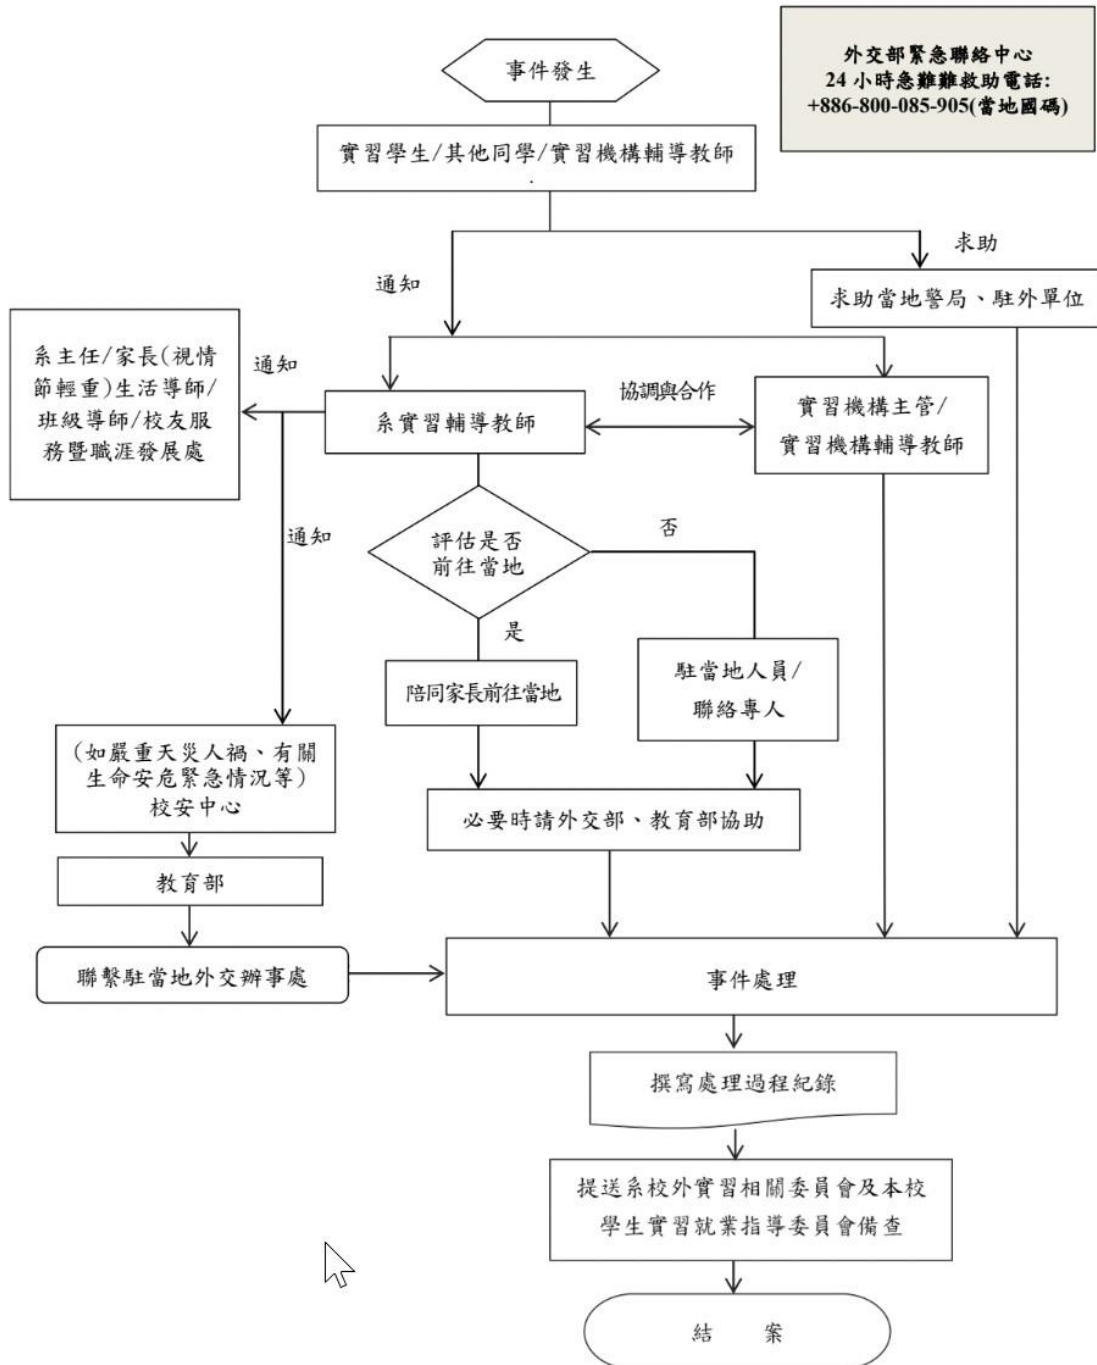 外交部緊急聯絡中心
24 小時急難難救助電話:
+886-800-085-905(當地國碼)
事件發生
實習學生/其他同學/實習機構輔導教師
.
求助
通知
求助當地警局、駐外單位
系主任/家長(視情
節輕重)生活導師/
班級導師/校友服
務暨職涯發展處
通知
系實習輔導教師
協調與合作
實習機構主管/
實習機構輔導教師
通知
評估是否
前往當地
否
是
陪同家長前往當地
駐當地人員/
聯絡專人
(如嚴重天災人禍、有關
生命安危緊急情況等)
校安中心
必要時請外交部、教育部協助
教育部
聯繫駐當地外交辦事處
事件處理
撰寫處理過程紀錄
提送系校外實習相關委員會及本校
學生實習就業指導委員會備查
結 案